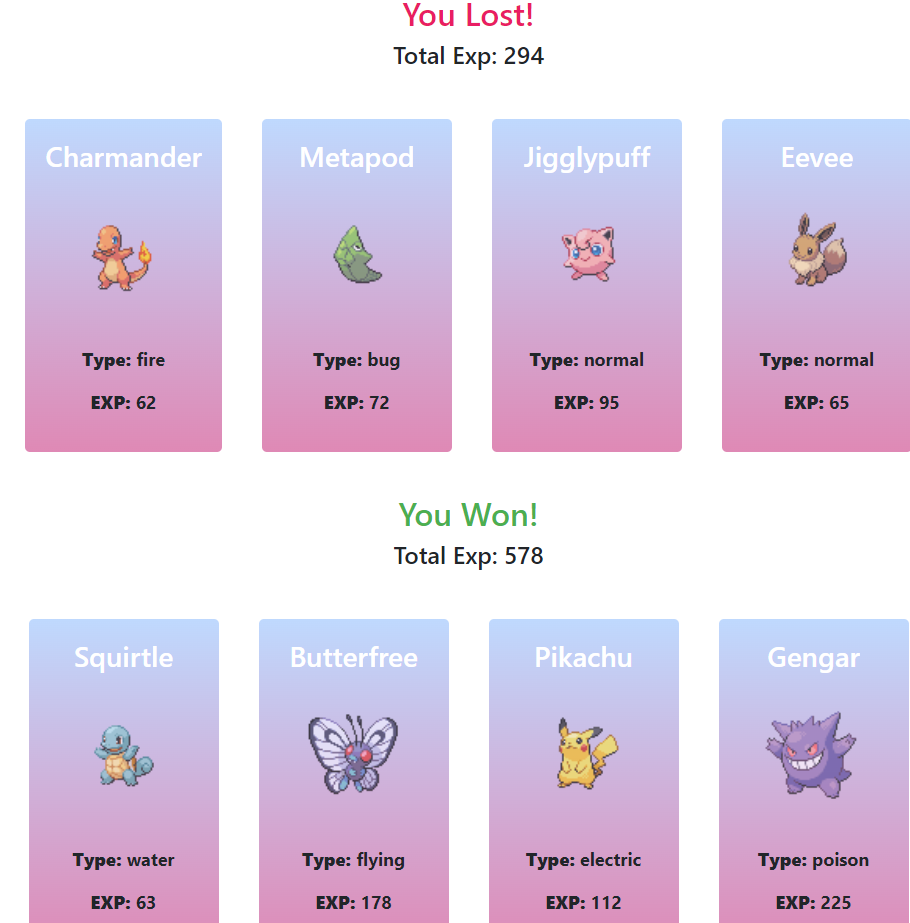 You Lost!
Total Exp: 294
Charmander
Metapod
Jigglypuff
Eevee
Type: fire
Type: bug
Type: normal
Type: normal
EXP: 62
EXP: 72
EXP: 95
EXP: 65
You Won!
Total Exp: 578
Squirtle
Butterfree
Pikachu
Gengar
Type: water
Type: flying
Type: electric
Type: poison
EXP: 63
EXP: 178
EXP: 112
EXP: 225